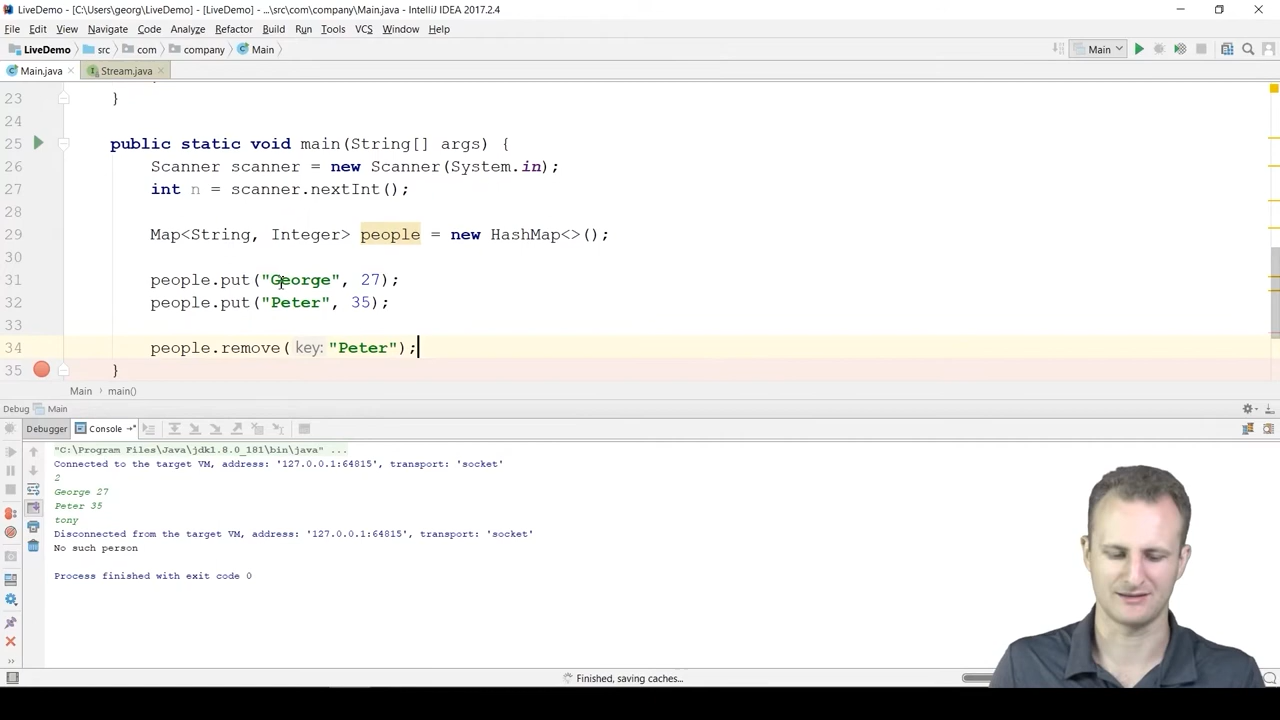 LiveDemo - [C:\Users\georg\LiveDemo] - [LiveDemo] - ...\src\com\company\Main.java - IntelliJ IDEA 2017.2.4
File Edit View Navigate Code Analyze Refactor Build Run Tools VCS Window Help
LiveDemo src com company Main Main
Main.java Stream.java
23 }
24
25 public static void main(String[] args) {
26 Scanner scanner = new Scanner(System.in);
27 int n = scanner.nextInt();
28
29 Map<String, Integer> people = new HashMap<>();
30
31 people.put("George", 27);
32 people.put("Peter", 35);
33
34 people.remove( key: "Peter");
35 }
Main main()
Debug Main
Debugger Console
"C:\Program Files\Java\jdk1.8.0_181\bin\java" ...
Connected to the target VM, address: '127.0.0.1:64815', transport: 'socket'
2
George 27
Peter 35
tony
Disconnected from the target VM, address: '127.0.0.1:64815', transport: 'socket'
No such person
Process finished with exit code 0
Finished, saving caches...